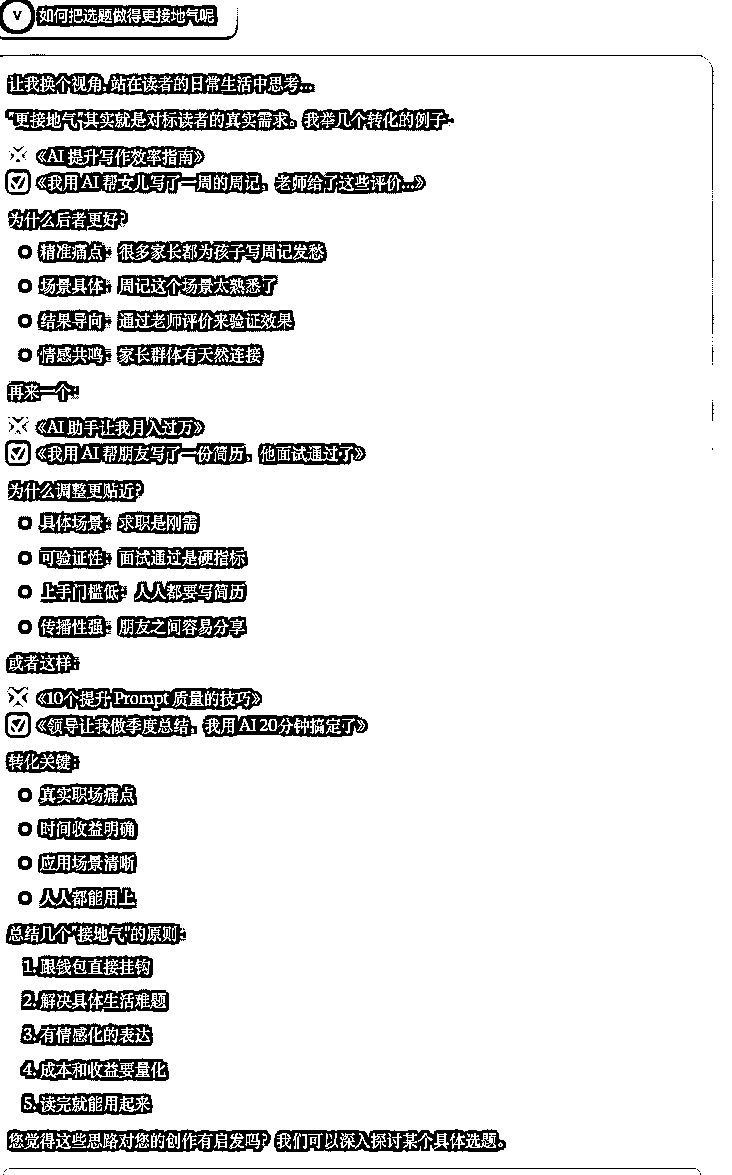 V 如何把选题做得更接地气呢
让我换个视角,站在读者的日常生活中思考...
"更接地气"其实就是对标读者的真实需求。我举几个转化的例子:
❌《AI 提升写作效率指南》
✅《我用 AI 帮女儿写了一周的周记,老师给了这些评价...》
为什么后者更好?
精准痛点:很多家长都为孩子写周记发愁
场景具体:周记这个场景太熟悉了
结果导向:通过老师评价来验证效果
情感共鸣:家长群体有天然连接
再来一个:
❌《AI 助手让我月入过万》
✅《我用 AI 帮朋友写了一份简历,他面试通过了》
为什么调整更贴近?
具体场景:求职是刚需
可验证性:面试通过是硬指标
上手门槛低:人人都要写简历
传播性强:朋友之间容易分享
或者这样:
❌《10个提升 Prompt 质量的技巧》
✅《领导让我做季度总结,我用 AI 20分钟搞定了》
转化关键:
真实职场痛点
时间收益明确
应用场景清晰
人人都能用上
总结几个"接地气"的原则:
1. 跟钱包直接挂钩
2. 解决具体生活难题
3. 有情感化的表达
4. 成本和收益要量化
5. 读完就能用起来
您觉得这些思路对您的创作有启发吗?我们可以深入探讨某个具体选题。